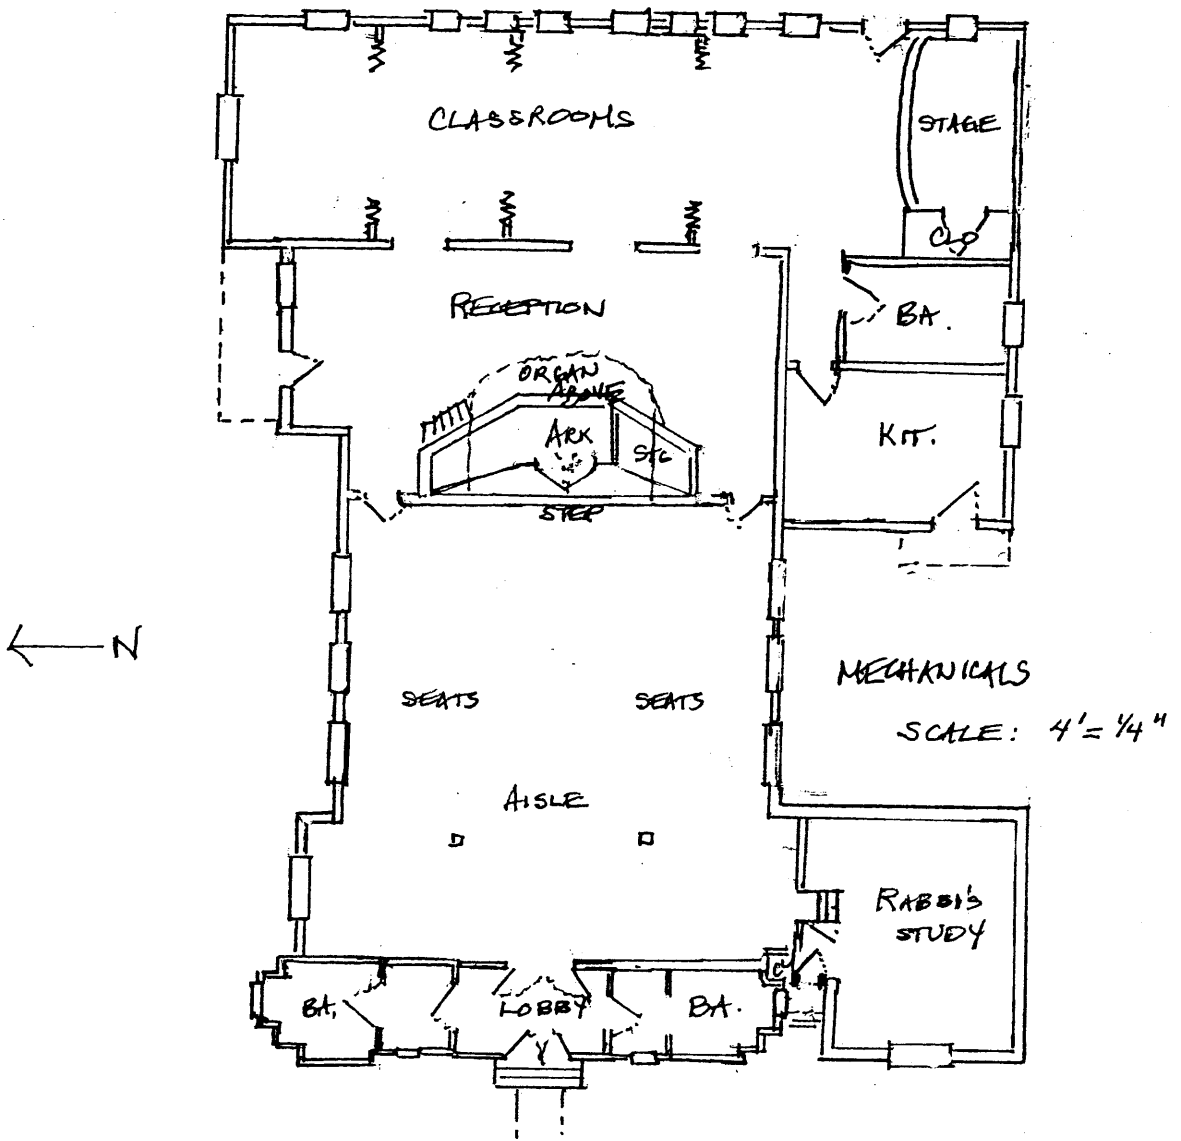 CLASSROOMS
STAGE
CLO
RECEPTION
BA.
ORGAN
ABOVE
ARK
STG
KIT.
STEP
N
MECHANICALS
SEATS
SEATS
SCALE: 4' = 1/4"
AISLE
RABBI'S
STUDY
C
BA.
LOBBY
BA.